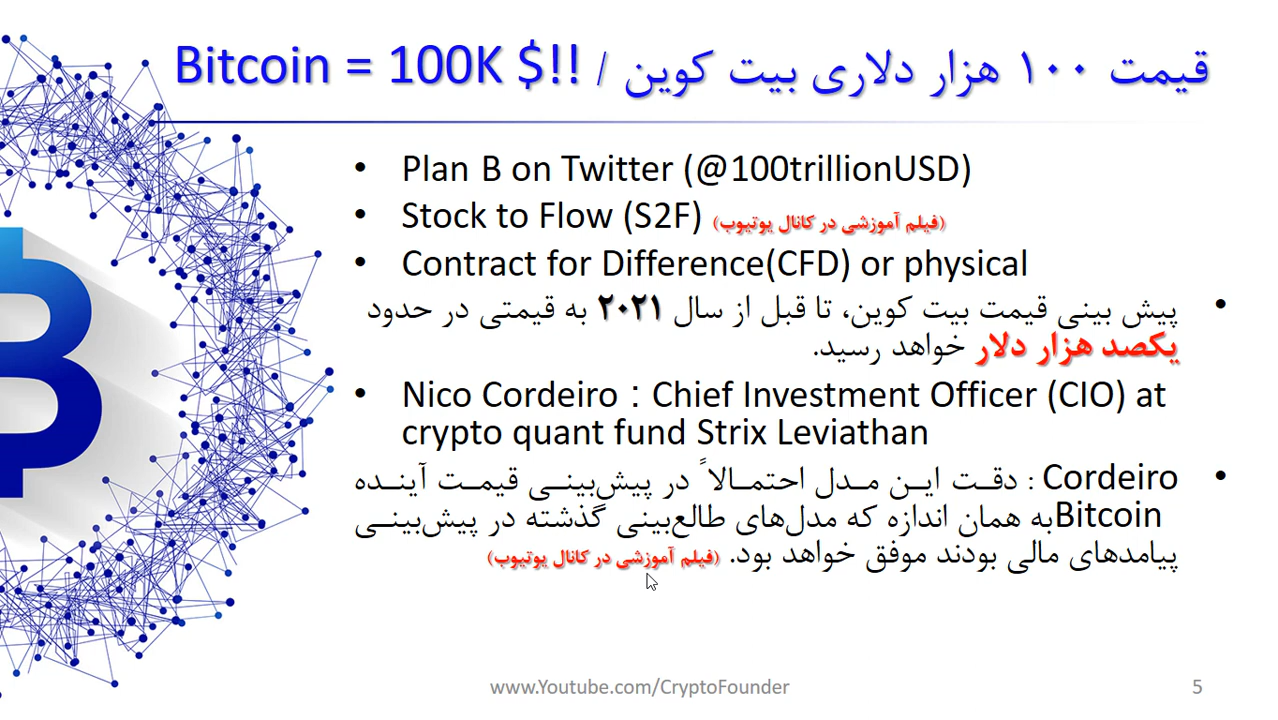 قیمت ۱۰۰ هزار دلاری بیت کوین / Bitcoin = 100K $!!
• Plan B on Twitter (@100trillionUSD)
• Stock to Flow (S2F) (فیلم آموزشی در کانال یوتیوب)
• Contract for Difference(CFD) or physical
• پیش بینی قیمت بیت کوین، تا قبل از سال ۲۰۲۱ به قیمتی در حدود
یکصد هزار دلار خواهد رسید.
• Nico Cordeiro : Chief Investment Officer (CIO) at
crypto quant fund Strix Leviathan
• Cordeiro : دقت این مدل احتمالاً در پیش‌بینی قیمت آینده
Bitcoinبه همان اندازه که مدل‌های طالع‌بینی گذشته در پیش‌بینی
پیامدهای مالی بودند موفق خواهد بود. (فیلم آموزشی در کانال یوتیوب)
www.Youtube.com/CryptoFounder
5